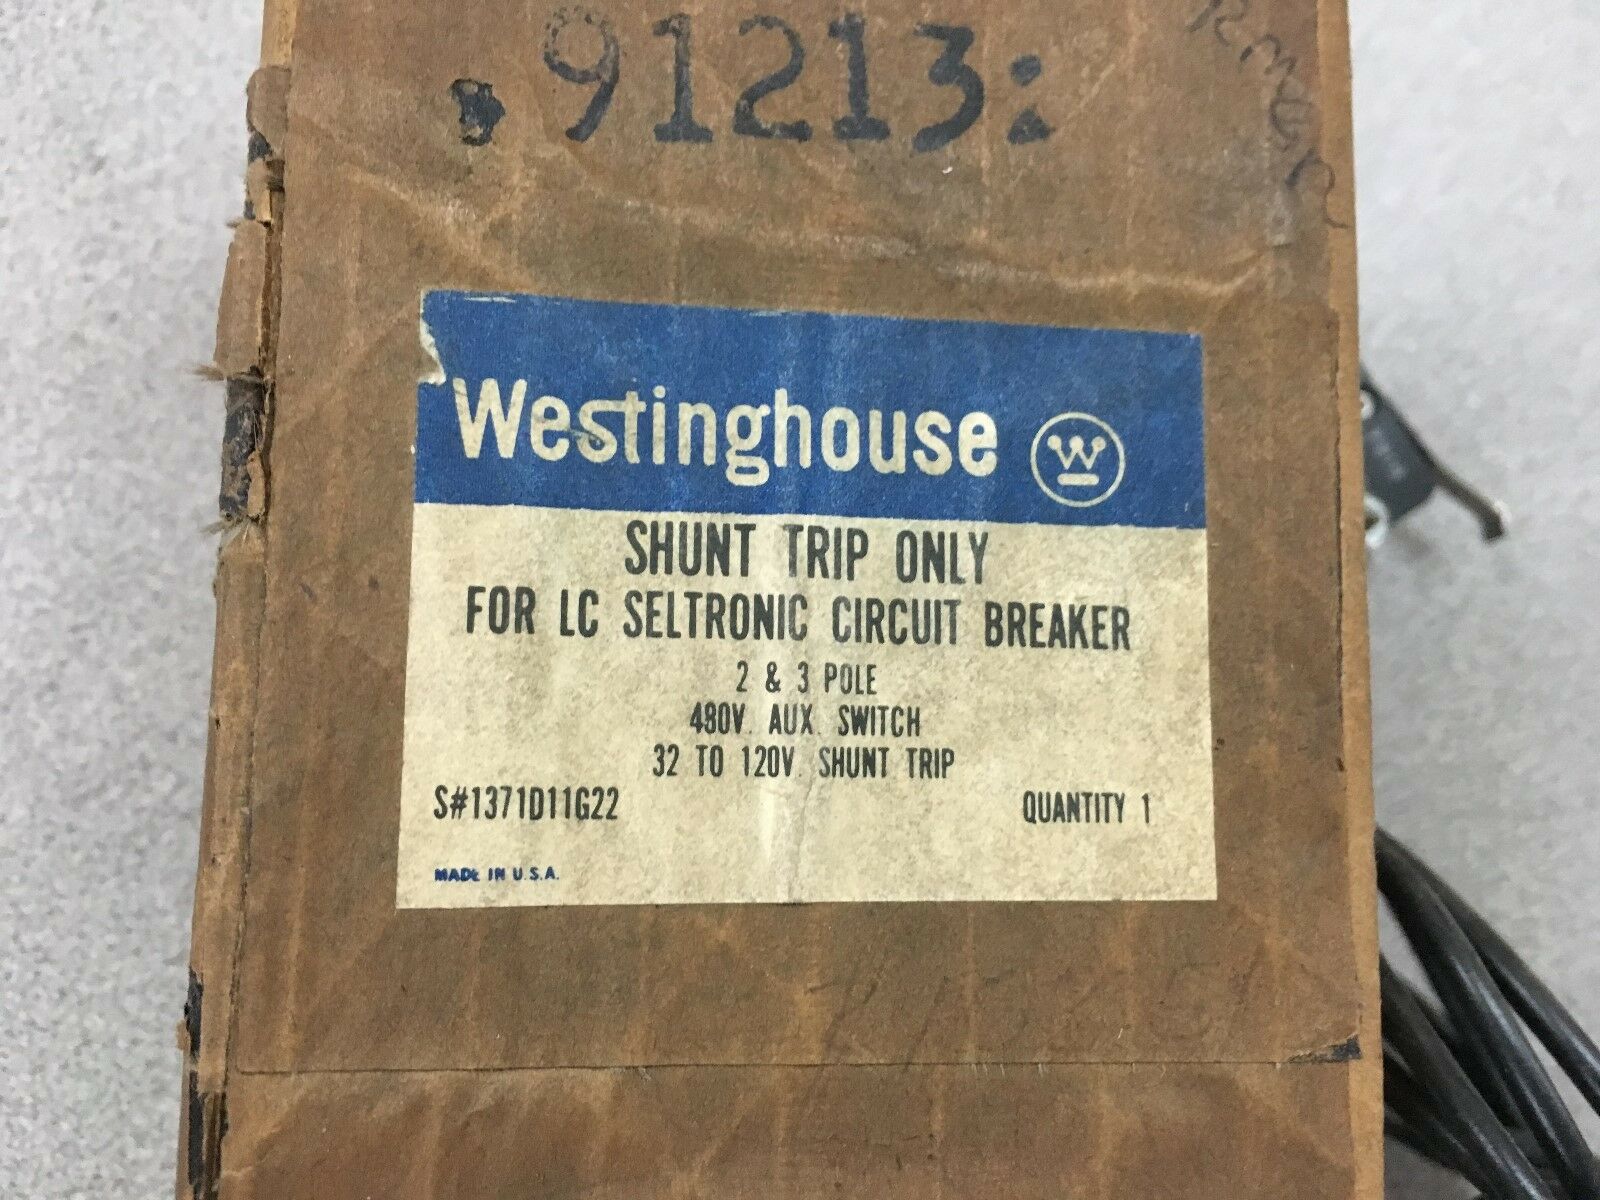 91213:
Westinghouse W
SHUNT TRIP ONLY
FOR LC SELTRONIC CIRCUIT BREAKER
2 & 3 POLE
480V. AUX. SWITCH
32 TO 120V. SHUNT TRIP
S#1371D11G22 QUANTITY 1
MADE IN U.S.A.